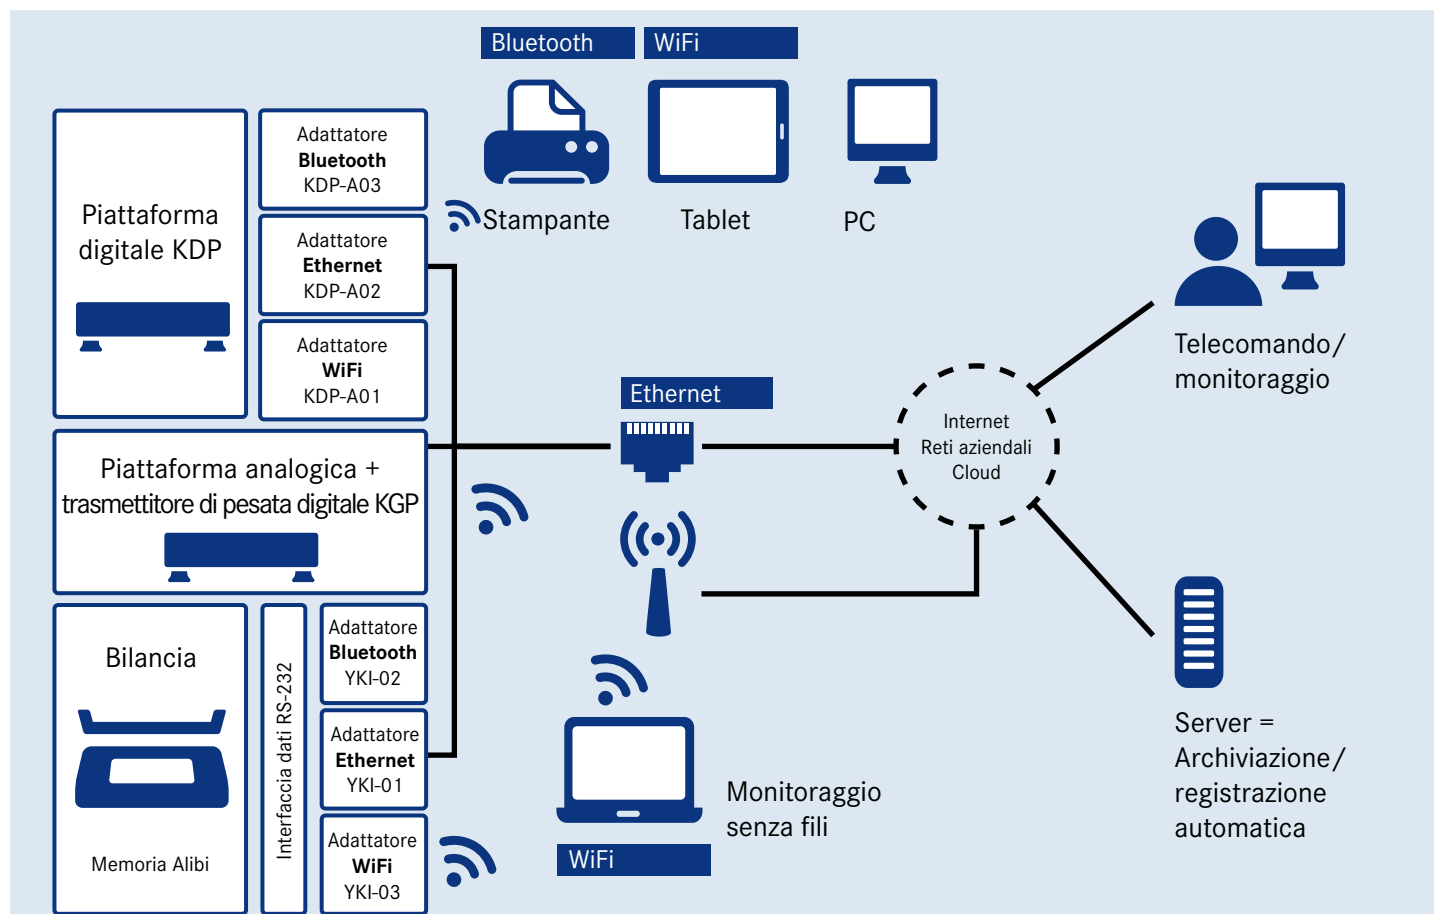 Bluetooth
WiFi
Stampante
Tablet
PC
Piattaforma
digitale KDP
Adattatore
Bluetooth
KDP-A03
Adattatore
Ethernet
KDP-A02
Adattatore
WiFi
KDP-A01
Piattaforma analogica +
trasmettitore di pesata digitale KGP
Bilancia
Memoria Alibi
Interfaccia dati RS-232
Adattatore
Bluetooth
YKI-02
Adattatore
Ethernet
YKI-01
Adattatore
WiFi
YKI-03
Ethernet
Monitoraggio
senza fili
WiFi
Internet
Reti aziendali
Cloud
Telecomando/
monitoraggio
Server =
Archiviazione/
registrazione
automatica